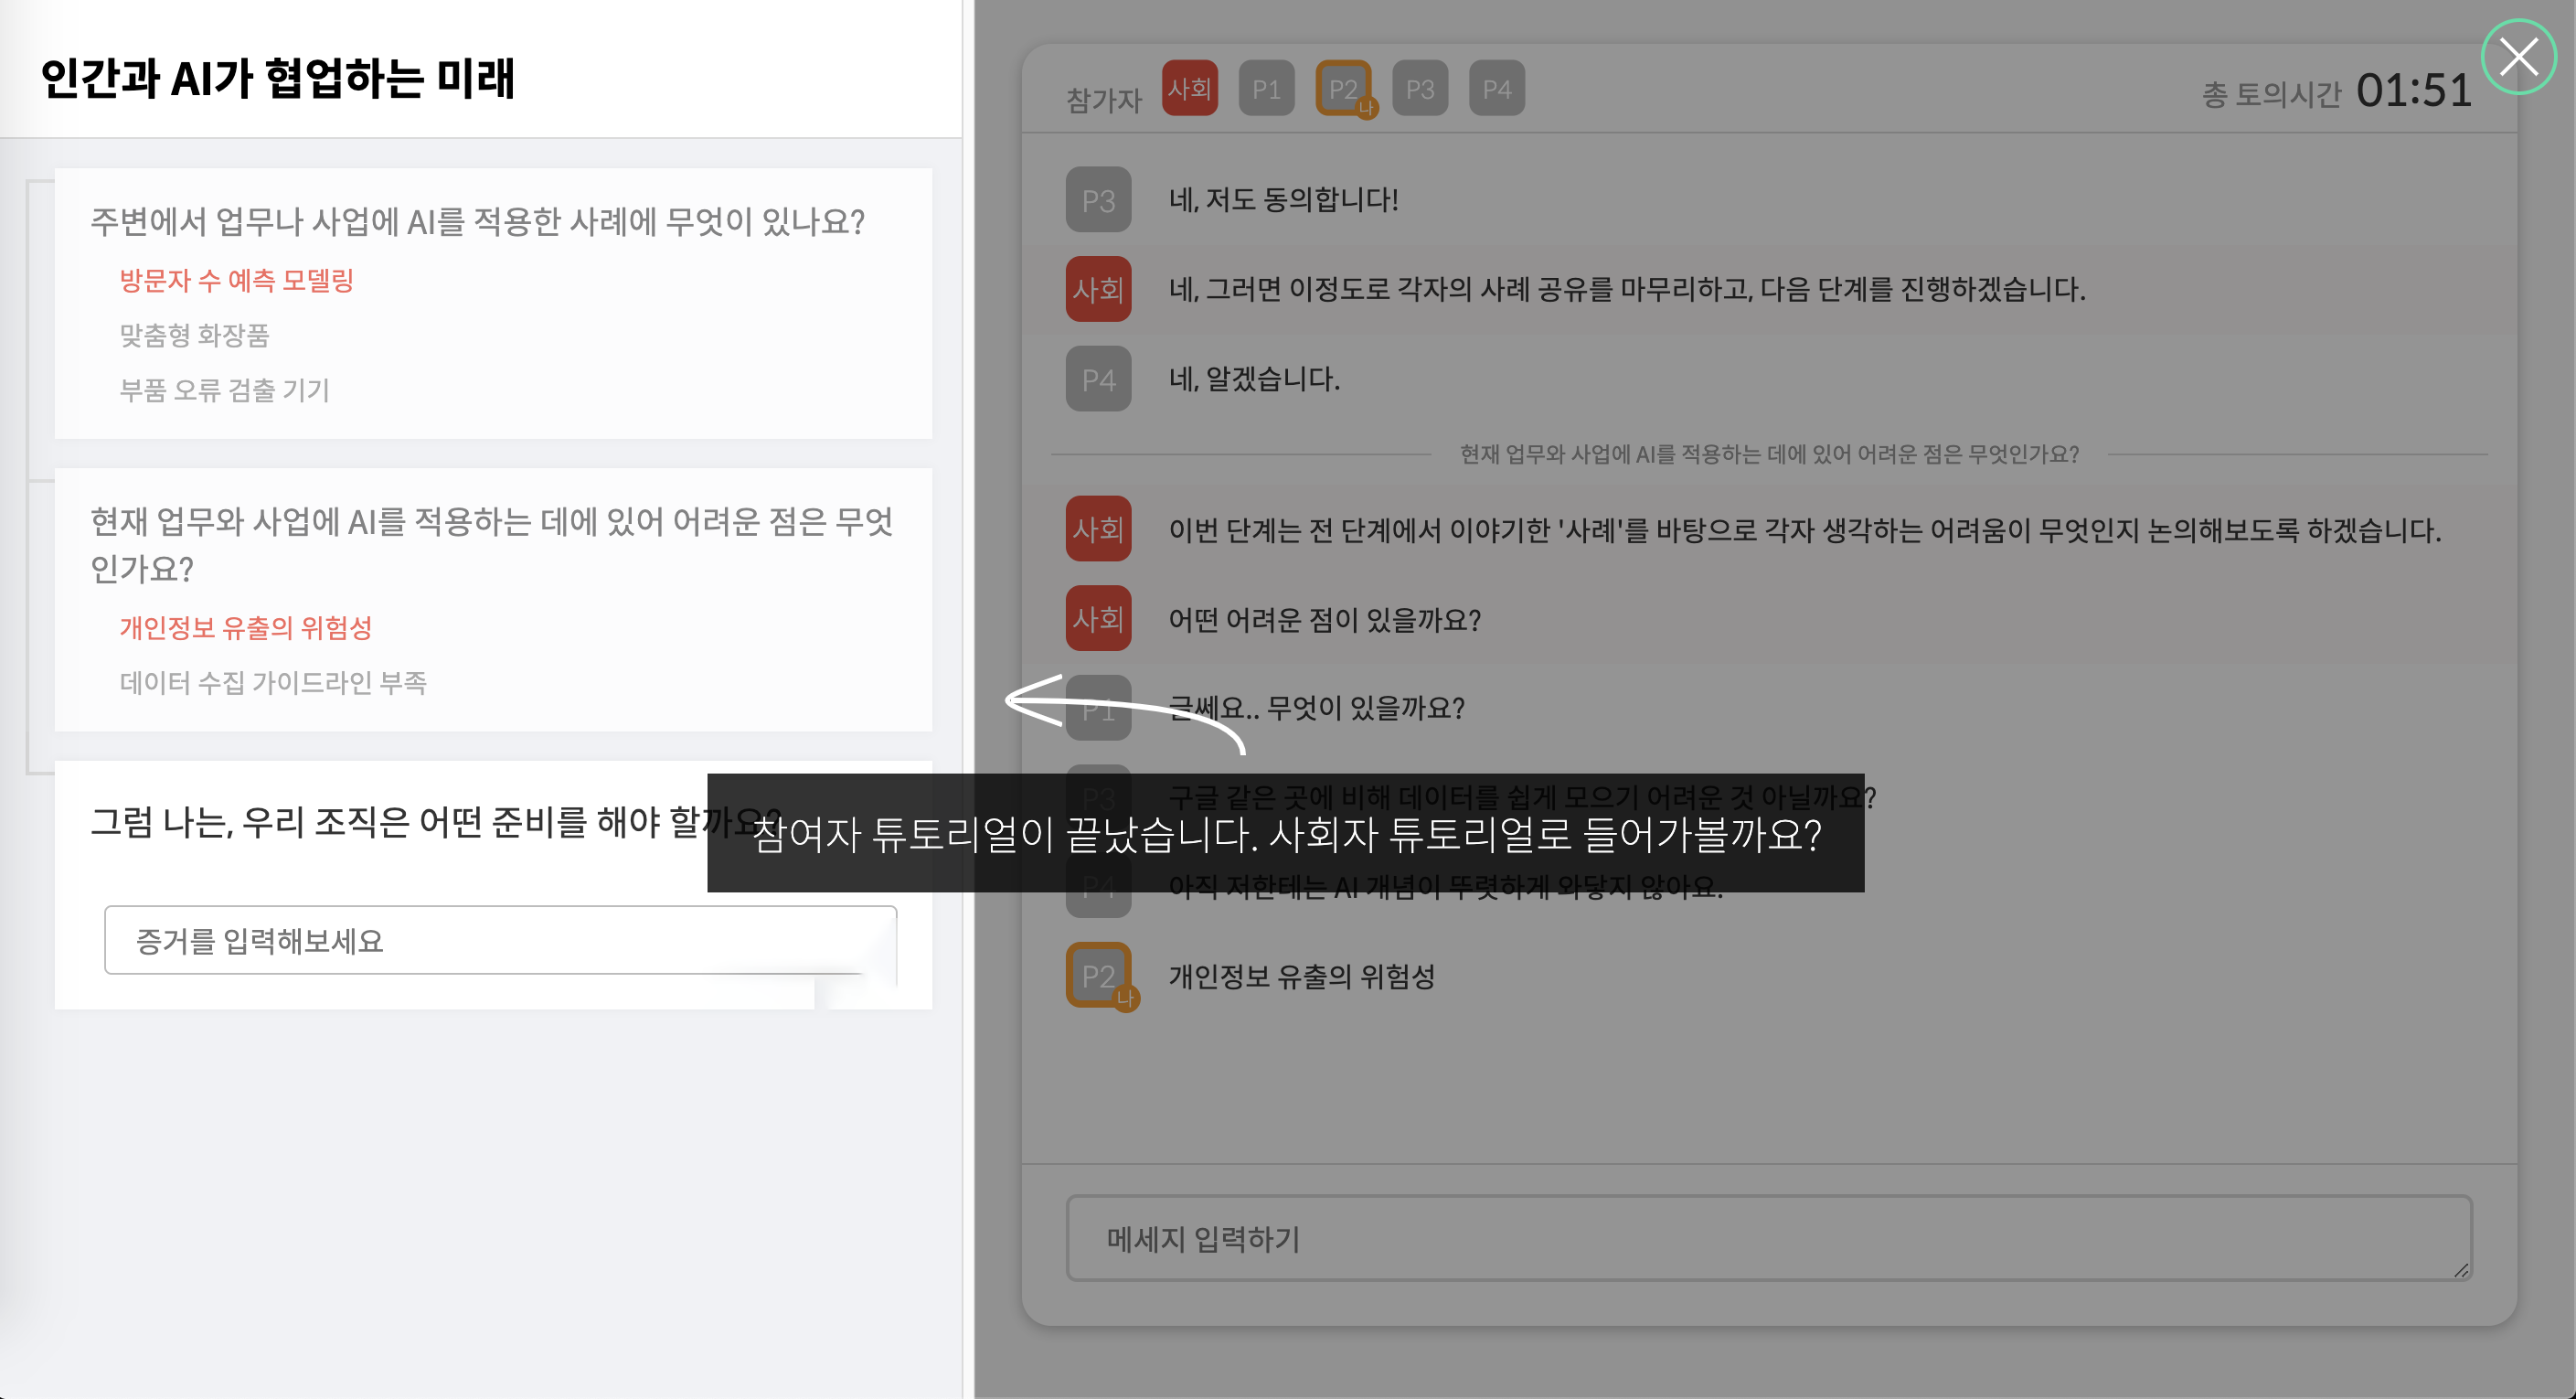 인간과 AI가 협업하는 미래
주변에서 업무나 사업에 AI를 적용한 사례에 무엇이 있나요?
방문자 수 예측 모델링
맞춤형 화장품
부품 오류 검출 기기
현재 업무와 사업에 AI를 적용하는 데에 있어 어려운 점은 무엇
인가요?
개인정보 유출의 위험성
데이터 수집 가이드라인 부족
그럼 나는, 우리 조직은 어떤 준비를 해야 할까요?
증거를 입력해보세요
참가자 사회 P1 P2 나 P3 P4
총 토의시간 01:51
P3 네, 저도 동의합니다!
사회 네, 그러면 이정도로 각자의 사례 공유를 마무리하고, 다음 단계를 진행하겠습니다.
P4 네, 알겠습니다.
현재 업무와 사업에 AI를 적용하는 데에 있어 어려운 점은 무엇인가요?
사회 이번 단계는 전 단계에서 이야기한 '사례'를 바탕으로 각자 생각하는 어려움이 무엇인지 논의해보도록 하겠습니다.
사회 어떤 어려운 점이 있을까요?
P1 글쎄요.. 무엇이 있을까요?
P3 구글 같은 곳에 비해 데이터를 쉽게 모으기 어려운 것 아닐까요?
참여자 튜토리얼이 끝났습니다. 사회자 튜토리얼로 들어가볼까요?
P4 아직 저한테는 AI 개념이 뚜렷하게 와닿지 않아요.
P2 나 개인정보 유출의 위험성
메세지 입력하기